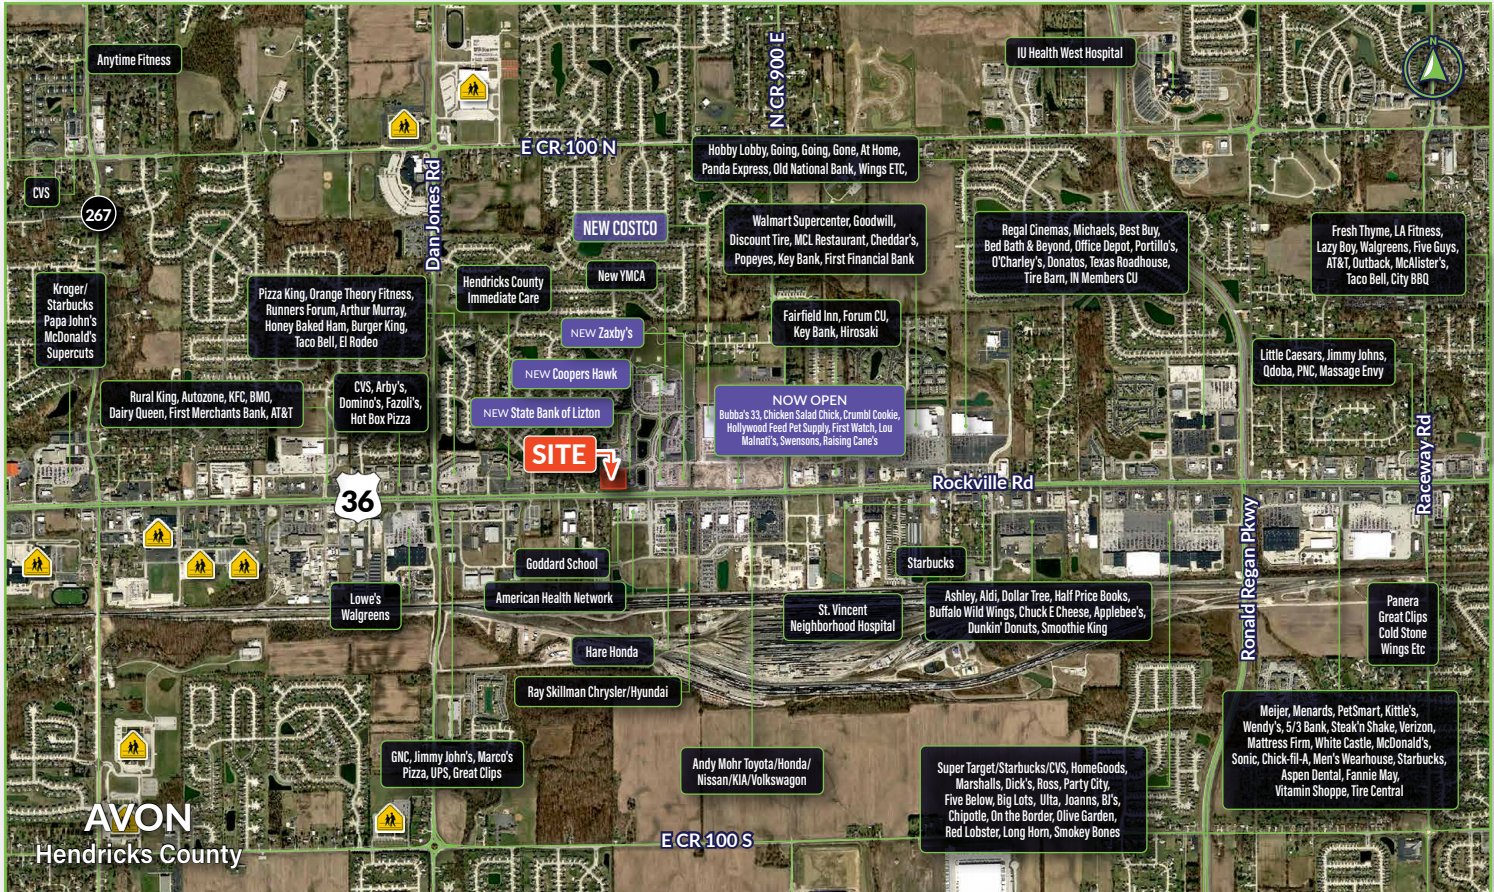 Anytime Fitness
IU Health West Hospital
N
N CR 900 E
E CR 100 N
Hobby Lobby, Going, Going, Gone, At Home,
Panda Express, Old National Bank, Wings ETC,
CVS
267
Dan Jones Rd
NEW COSTCO
Walmart Supercenter, Goodwill,
Discount Tire, MCL Restaurant, Cheddar's,
Popeyes, Key Bank, First Financial Bank
Regal Cinemas, Michaels, Best Buy,
Bed Bath & Beyond, Office Depot, Portillo's,
O'Charley's, Donatos, Texas Roadhouse,
Tire Barn, IN Members CU
Fresh Thyme, LA Fitness,
Lazy Boy, Walgreens, Five Guys,
AT&T, Outback, McAlister's,
Taco Bell, City BBQ
Kroger/
Starbucks
Papa John's
McDonald's
Supercuts
Pizza King, Orange Theory Fitness,
Runners Forum, Arthur Murray,
Honey Baked Ham, Burger King,
Taco Bell, El Rodeo
Hendricks County
Immediate Care
New YMCA
NEW Zaxby's
Fairfield Inn, Forum CU,
Key Bank, Hirosaki
Little Caesars, Jimmy Johns,
Qdoba, PNC, Massage Envy
NEW Coopers Hawk
Rural King, Autozone, KFC, BMO,
Dairy Queen, First Merchants Bank, AT&T
CVS, Arby's,
Domino's, Fazoli's,
Hot Box Pizza
NEW State Bank of Lizton
NOW OPEN
Bubba's 33, Chicken Salad Chick, Crumbl Cookie,
Hollywood Feed Pet Supply, First Watch, Lou
Malnati's, Swensons, Raising Cane's
SITE
36
Rockville Rd
Raceway Rd
Ronald Regan Pkwy
Goddard School
Starbucks
American Health Network
Lowe's
Walgreens
St. Vincent
Neighborhood Hospital
Ashley, Aldi, Dollar Tree, Half Price Books,
Buffalo Wild Wings, Chuck E Cheese, Applebee's,
Dunkin' Donuts, Smoothie King
Panera
Great Clips
Cold Stone
Wings Etc
Hare Honda
Ray Skillman Chrysler/Hyundai
GNC, Jimmy John's, Marco's
Pizza, UPS, Great Clips
Andy Mohr Toyota/Honda/
Nissan/KIA/Volkswagon
Super Target/Starbucks/CVS, HomeGoods,
Marshalls, Dick's, Ross, Party City,
Five Below, Big Lots, Ulta, Joanns, BJ's,
Chipotle, On the Border, Olive Garden,
Red Lobster, Long Horn, Smokey Bones
Meijer, Menards, PetSmart, Kittle's,
Wendy's, 5/3 Bank, Steak'n Shake, Verizon,
Mattress Firm, White Castle, McDonald's,
Sonic, Chick-fil-A, Men's Wearhouse, Starbucks,
Aspen Dental, Fannie May,
Vitamin Shoppe, Tire Central
AVON
Hendricks County
E CR 100 S